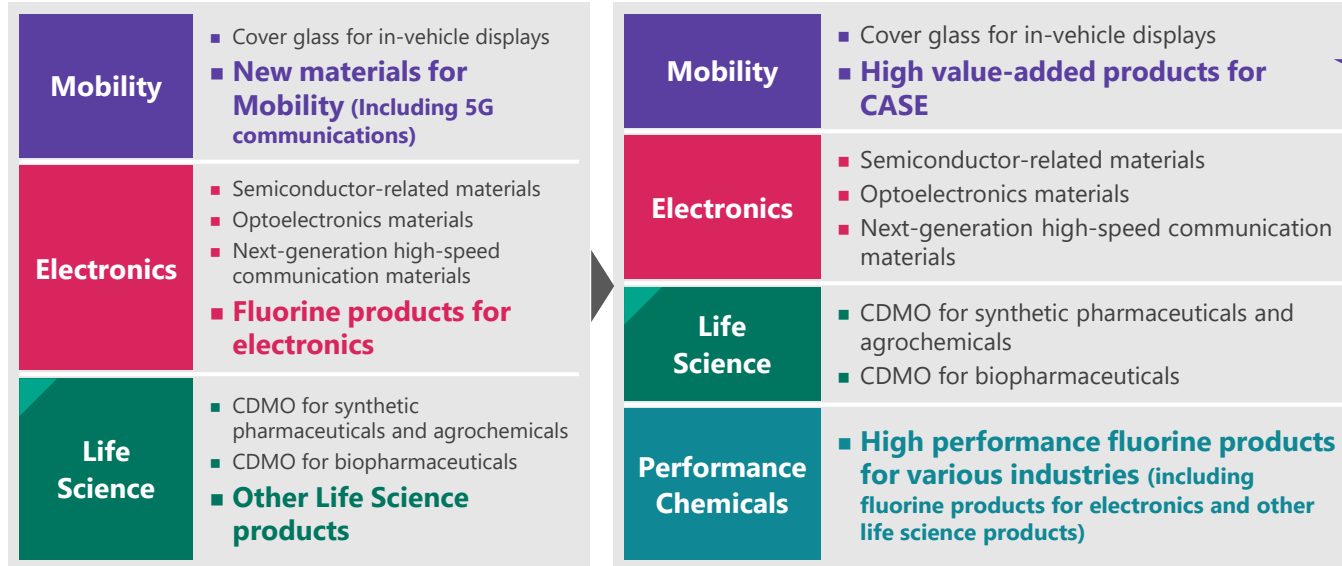 Mobility
■ Cover glass for in-vehicle displays
■ New materials for
Mobility (Including 5G
communications)
Electronics
■ Semiconductor-related materials
■ Optoelectronics materials
■ Next-generation high-speed
communication materials
■ Fluorine products for
electronics
Life
Science
■ CDMO for synthetic
pharmaceuticals and agrochemicals
■ CDMO for biopharmaceuticals
■ Other Life Science
products
Mobility
■ Cover glass for in-vehicle displays
■ High value-added products for
CASE
Electronics
■ Semiconductor-related materials
■ Optoelectronics materials
■ Next-generation high-speed communication
materials
Life
Science
■ CDMO for synthetic pharmaceuticals and
agrochemicals
■ CDMO for biopharmaceuticals
Performance
Chemicals
■ High performance fluorine products
for various industries (including
fluorine products for electronics and other
life science products)